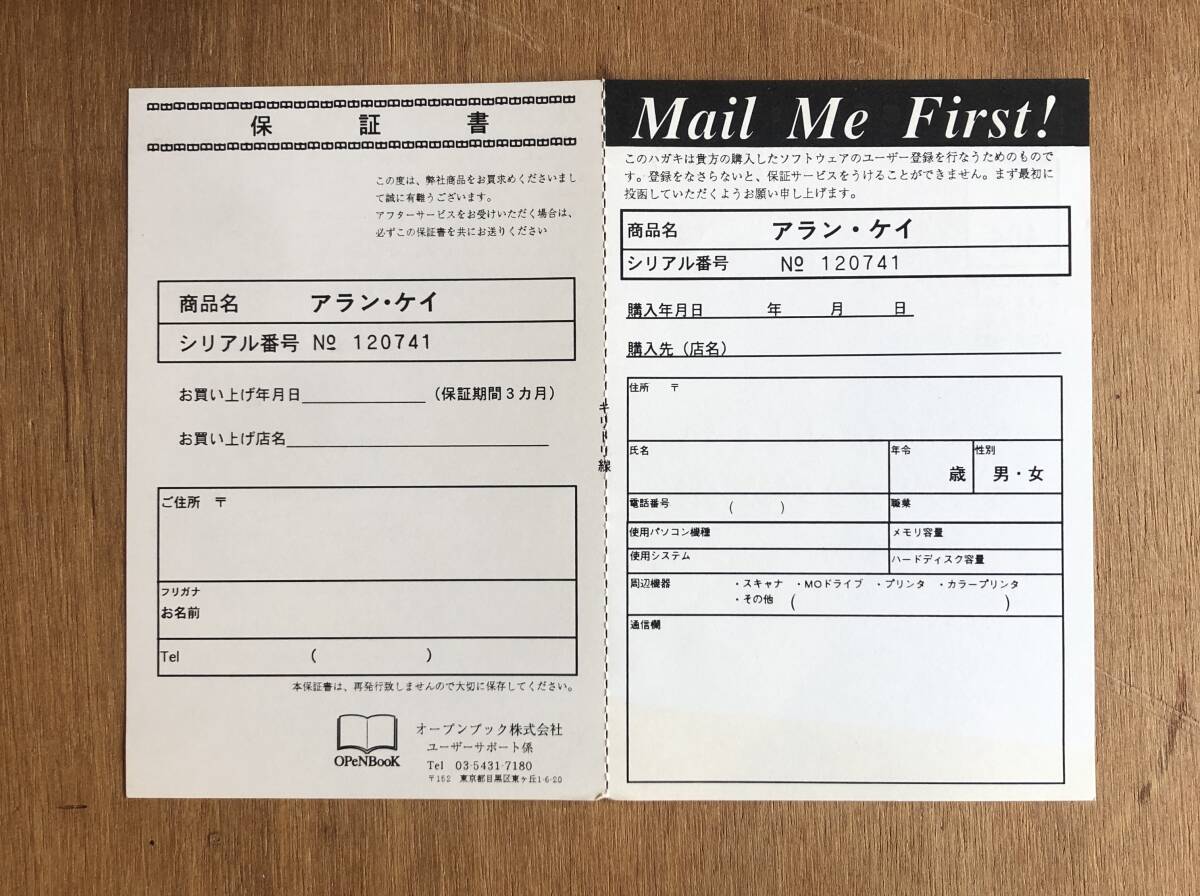 保 証 書
この度は、弊社商品をお買求めくださいまし
て誠に有難うございます。
アフターサービスをお受けいただく場合は、
必ずこの保証書を共にお送りください
商品名 アラン・ケイ
シリアル番号 № 120741
お買い上げ年月日＿＿＿＿＿＿（保証期間３カ月）
お買い上げ店名＿＿＿＿＿＿
ご住所 〒
フリガナ
お名前
Tel ( )
本保証書は、再発行致しませんので大切に保存してください。
OPeNBooK
オープンブック株式会社
ユーザーサポート係
Tel 03-5431-7180
〒152 東京都目黒区東ヶ丘1-6-20
キリトリ線
Mail Me First!
このハガキは貴方の購入したソフトウェアのユーザー登録を行なうためのもので
す。登録をなさらないと、保証サービスをうけることができません。まず最初に
投函していただくようお願い申し上げます。
商品名 アラン・ケイ
シリアル番号 № 120741
購入年月日 年 月 日
購入先（店名）
住所 〒
氏名 年令 歳 性別 男・女
電話番号 ( ) 職業
使用パソコン機種 メモリ容量
使用システム ハードディスク容量
周辺機器 ・スキャナ ・MOドライブ ・プリンタ ・カラープリンタ
・その他 ( )
通信欄